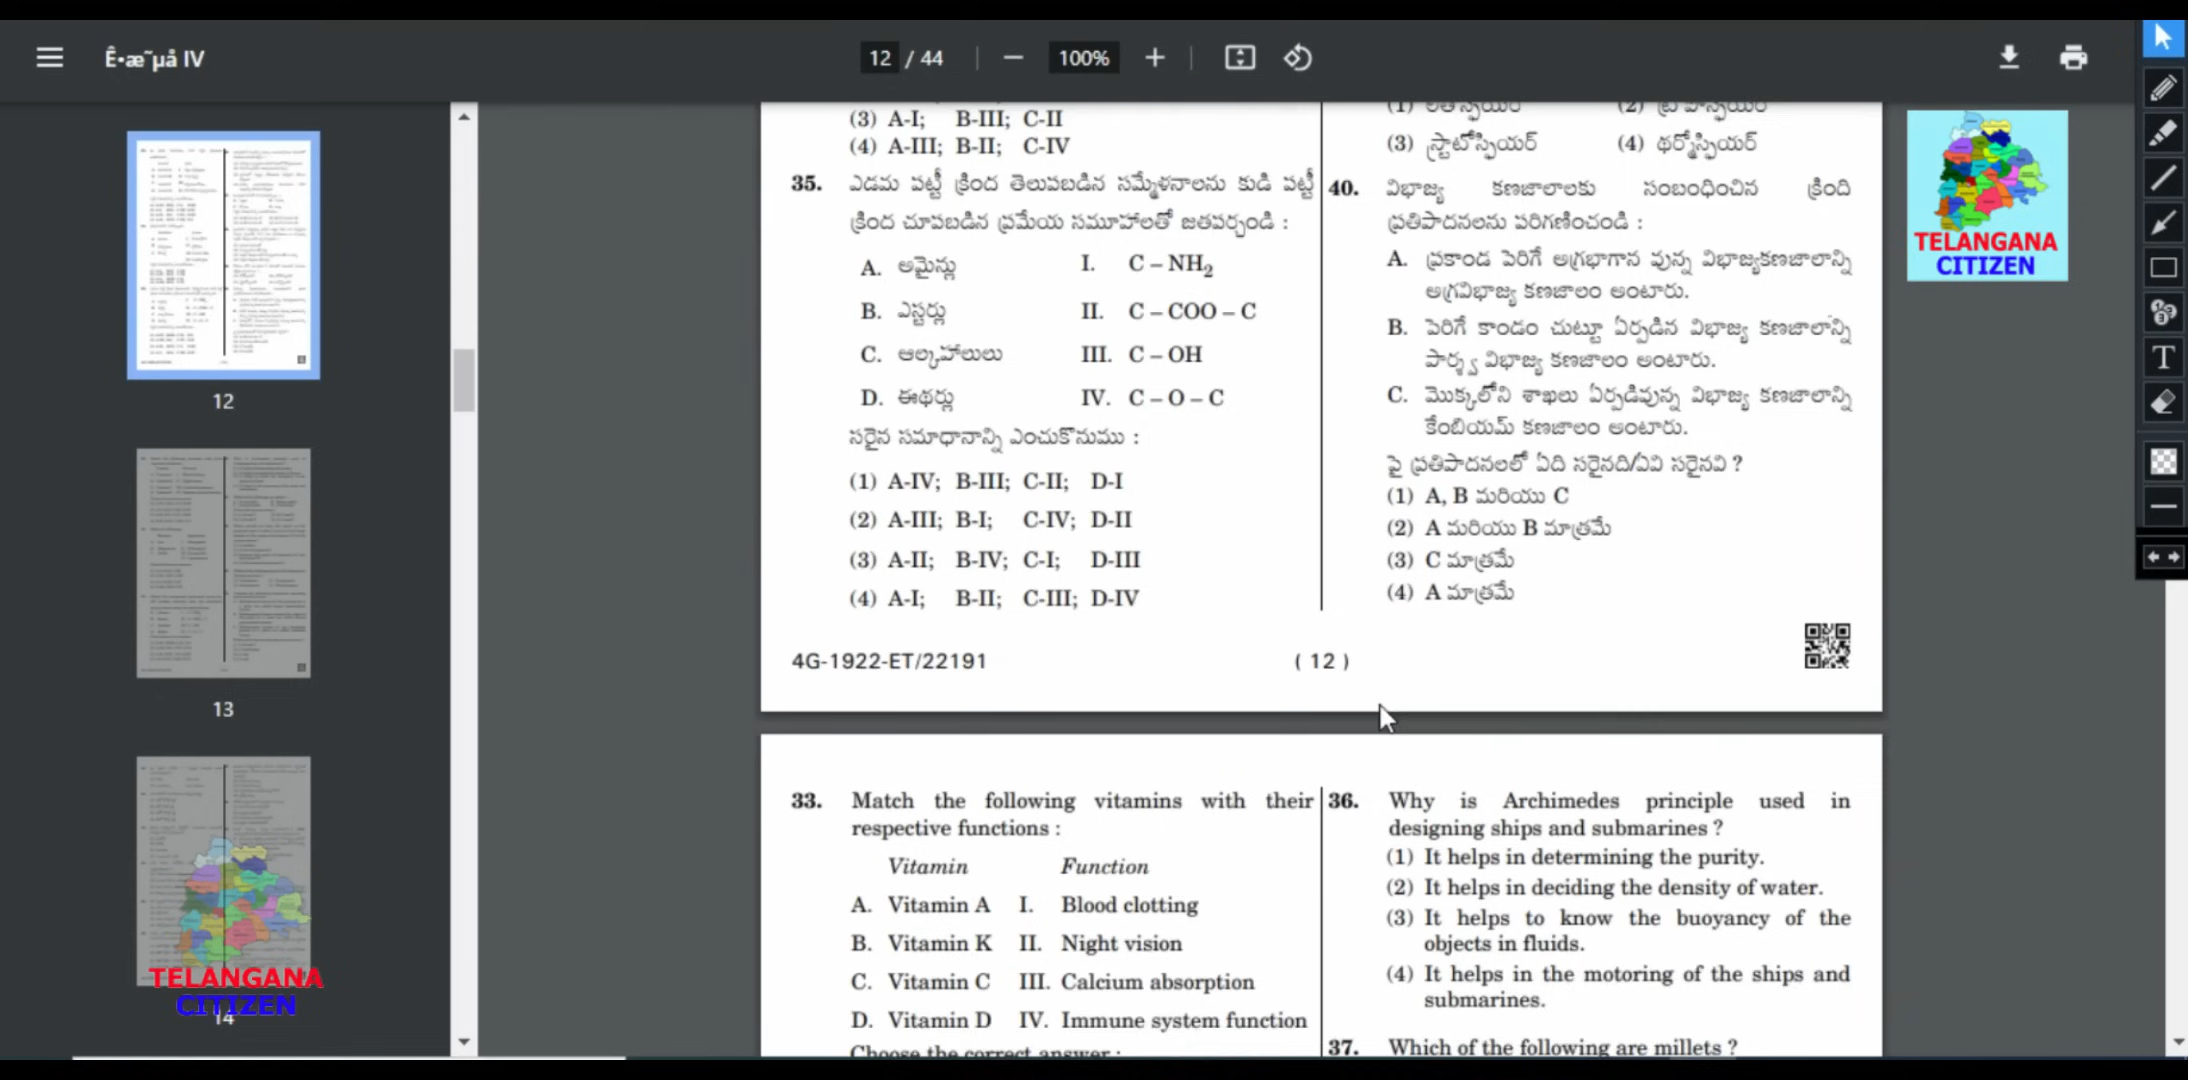 Ê•æ˜µå IV
12 / 44
100%
12
13
14
TELANGANA
CITIZEN
(3) A-I; B-III; C-II
(4) A-III; B-II; C-IV
35. ఎడమ పట్టీ క్రింద తెలుపబడిన సమ్మేళనాలను కుడి పట్టీ
క్రింద చూపబడిన ప్రమేయ సమూహాలతో జతపర్చండి :
A. అమైన్లు I. C – NH2
B. ఎస్టర్లు II. C – COO – C
C. ఆల్కహాలులు III. C – OH
D. ఈథర్లు IV. C – O – C
సరైన సమాధానాన్ని ఎంచుకొనుము :
(1) A-IV; B-III; C-II; D-I
(2) A-III; B-I; C-IV; D-II
(3) A-II; B-IV; C-I; D-III
(4) A-I; B-II; C-III; D-IV
(3) స్ట్రాటోస్ఫియర్ (4) థర్మోస్ఫియర్
40. విభాజ్య కణజాలాలకు సంబంధించిన క్రింది
ప్రతిపాదనలను పరిగణించండి :
A. ప్రకాండ పెరిగే అగ్రభాగాన వున్న విభాజ్యకణజాలాన్ని
అగ్రవిభాజ్య కణజాలం అంటారు.
B. పెరిగే కాండం చుట్టూ ఏర్పడిన విభాజ్య కణజాలాన్ని
పార్శ్వ విభాజ్య కణజాలం అంటారు.
C. మొక్కలోని శాఖలు ఏర్పడివున్న విభాజ్య కణజాలాన్ని
కేంబియమ్ కణజాలం అంటారు.
పై ప్రతిపాదనలలో ఏది సరైనది/ఏవి సరైనవి ?
(1) A, B మరియు C
(2) A మరియు B మాత్రమే
(3) C మాత్రమే
(4) A మాత్రమే
4G-1922-ET/22191 ( 12 )
33. Match the following vitamins with their
respective functions :
Vitamin Function
A. Vitamin A I. Blood clotting
B. Vitamin K II. Night vision
C. Vitamin C III. Calcium absorption
D. Vitamin D IV. Immune system function
Choose the correct answer :
36. Why is Archimedes principle used in
designing ships and submarines ?
(1) It helps in determining the purity.
(2) It helps in deciding the density of water.
(3) It helps to know the buoyancy of the
objects in fluids.
(4) It helps in the motoring of the ships and
submarines.
37. Which of the following are millets ?
TELANGANA
CITIZEN